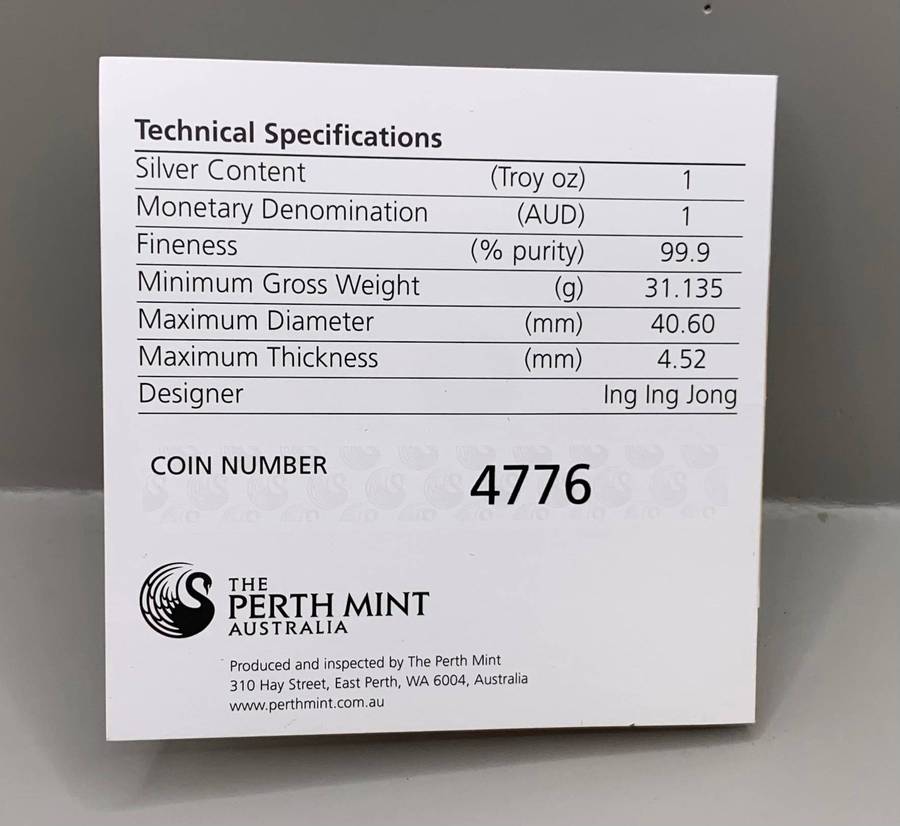 Technical Specifications
Silver Content (Troy oz) 1
Monetary Denomination (AUD) 1
Fineness (% purity) 99.9
Minimum Gross Weight (g) 31.135
Maximum Diameter (mm) 40.60
Maximum Thickness (mm) 4.52
Designer Ing Ing Jong
COIN NUMBER 4776
THE
PERTH MINT
AUSTRALIA
Produced and inspected by The Perth Mint
310 Hay Street, East Perth, WA 6004, Australia
www.perthmint.com.au